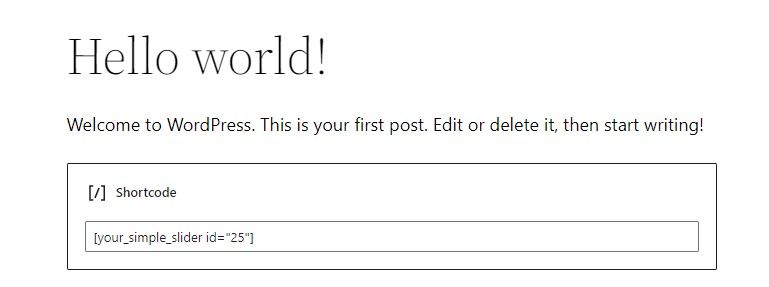 Hello world!
Welcome to WordPress. This is your first post. Edit or delete it, then start writing!
[/] Shortcode
[your_simple_slider id="25"]